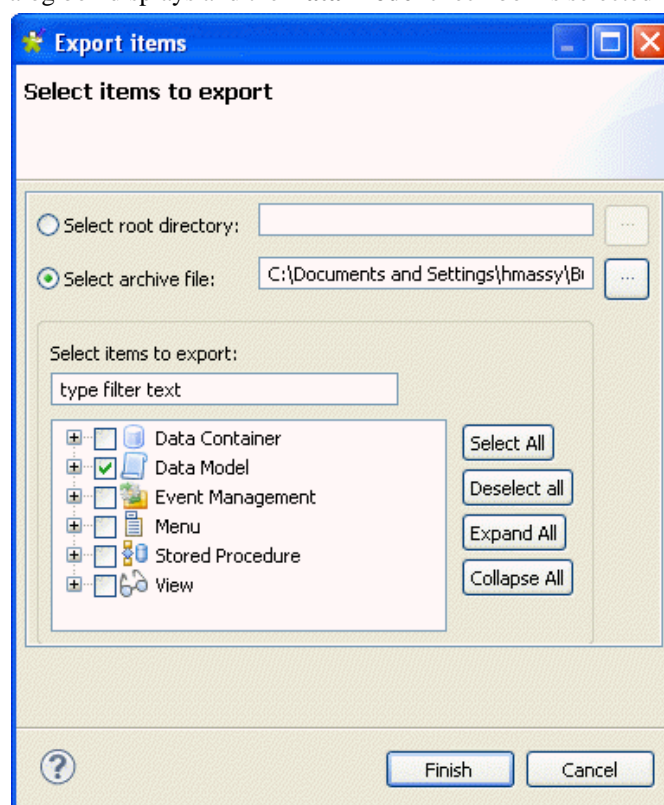 Export items
Select items to export
Select root directory:
...
Select archive file:
C:\Documents and Settings\hmassy\B
...
Select items to export:
type filter text
Data Container
Data Model
Event Management
Menu
Stored Procedure
View
Select All
Deselect all
Expand All
Collapse All
?
Finish
Cancel